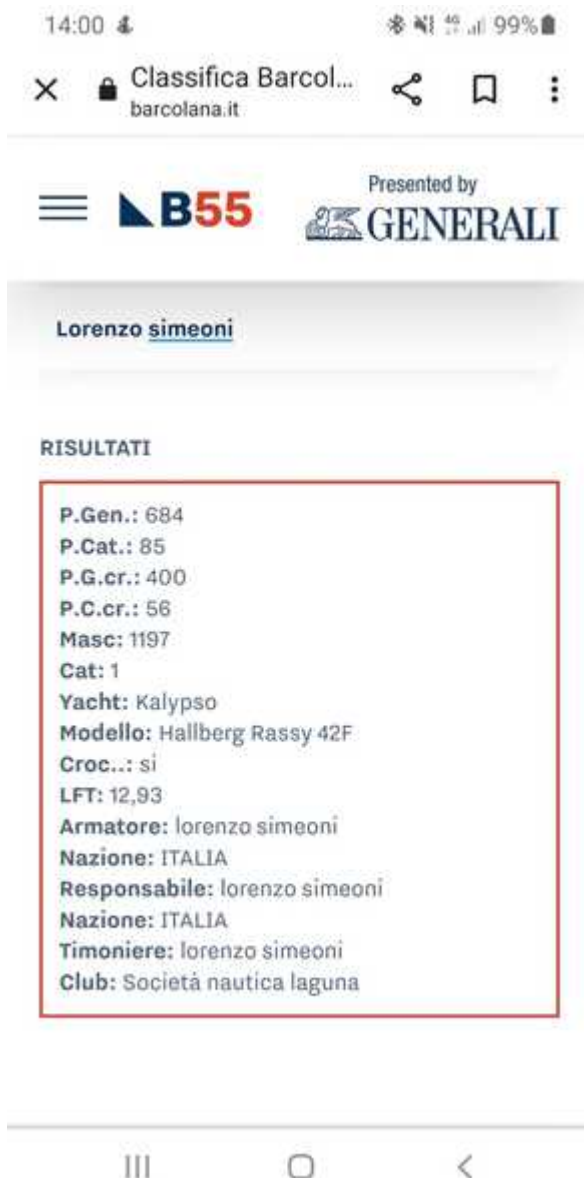 14:00
4G 99%
Classifica Barcol...
barcolana.it
B55
Presented by
GENERALI
Lorenzo simeoni
RISULTATI
P.Gen.: 684
P.Cat.: 85
P.G.cr.: 400
P.C.cr.: 56
Masc: 1197
Cat: 1
Yacht: Kalypso
Modello: Hallberg Rassy 42F
Croc..: si
LFT: 12,93
Armatore: lorenzo simeoni
Nazione: ITALIA
Responsabile: lorenzo simeoni
Nazione: ITALIA
Timoniere: lorenzo simeoni
Club: Società nautica laguna